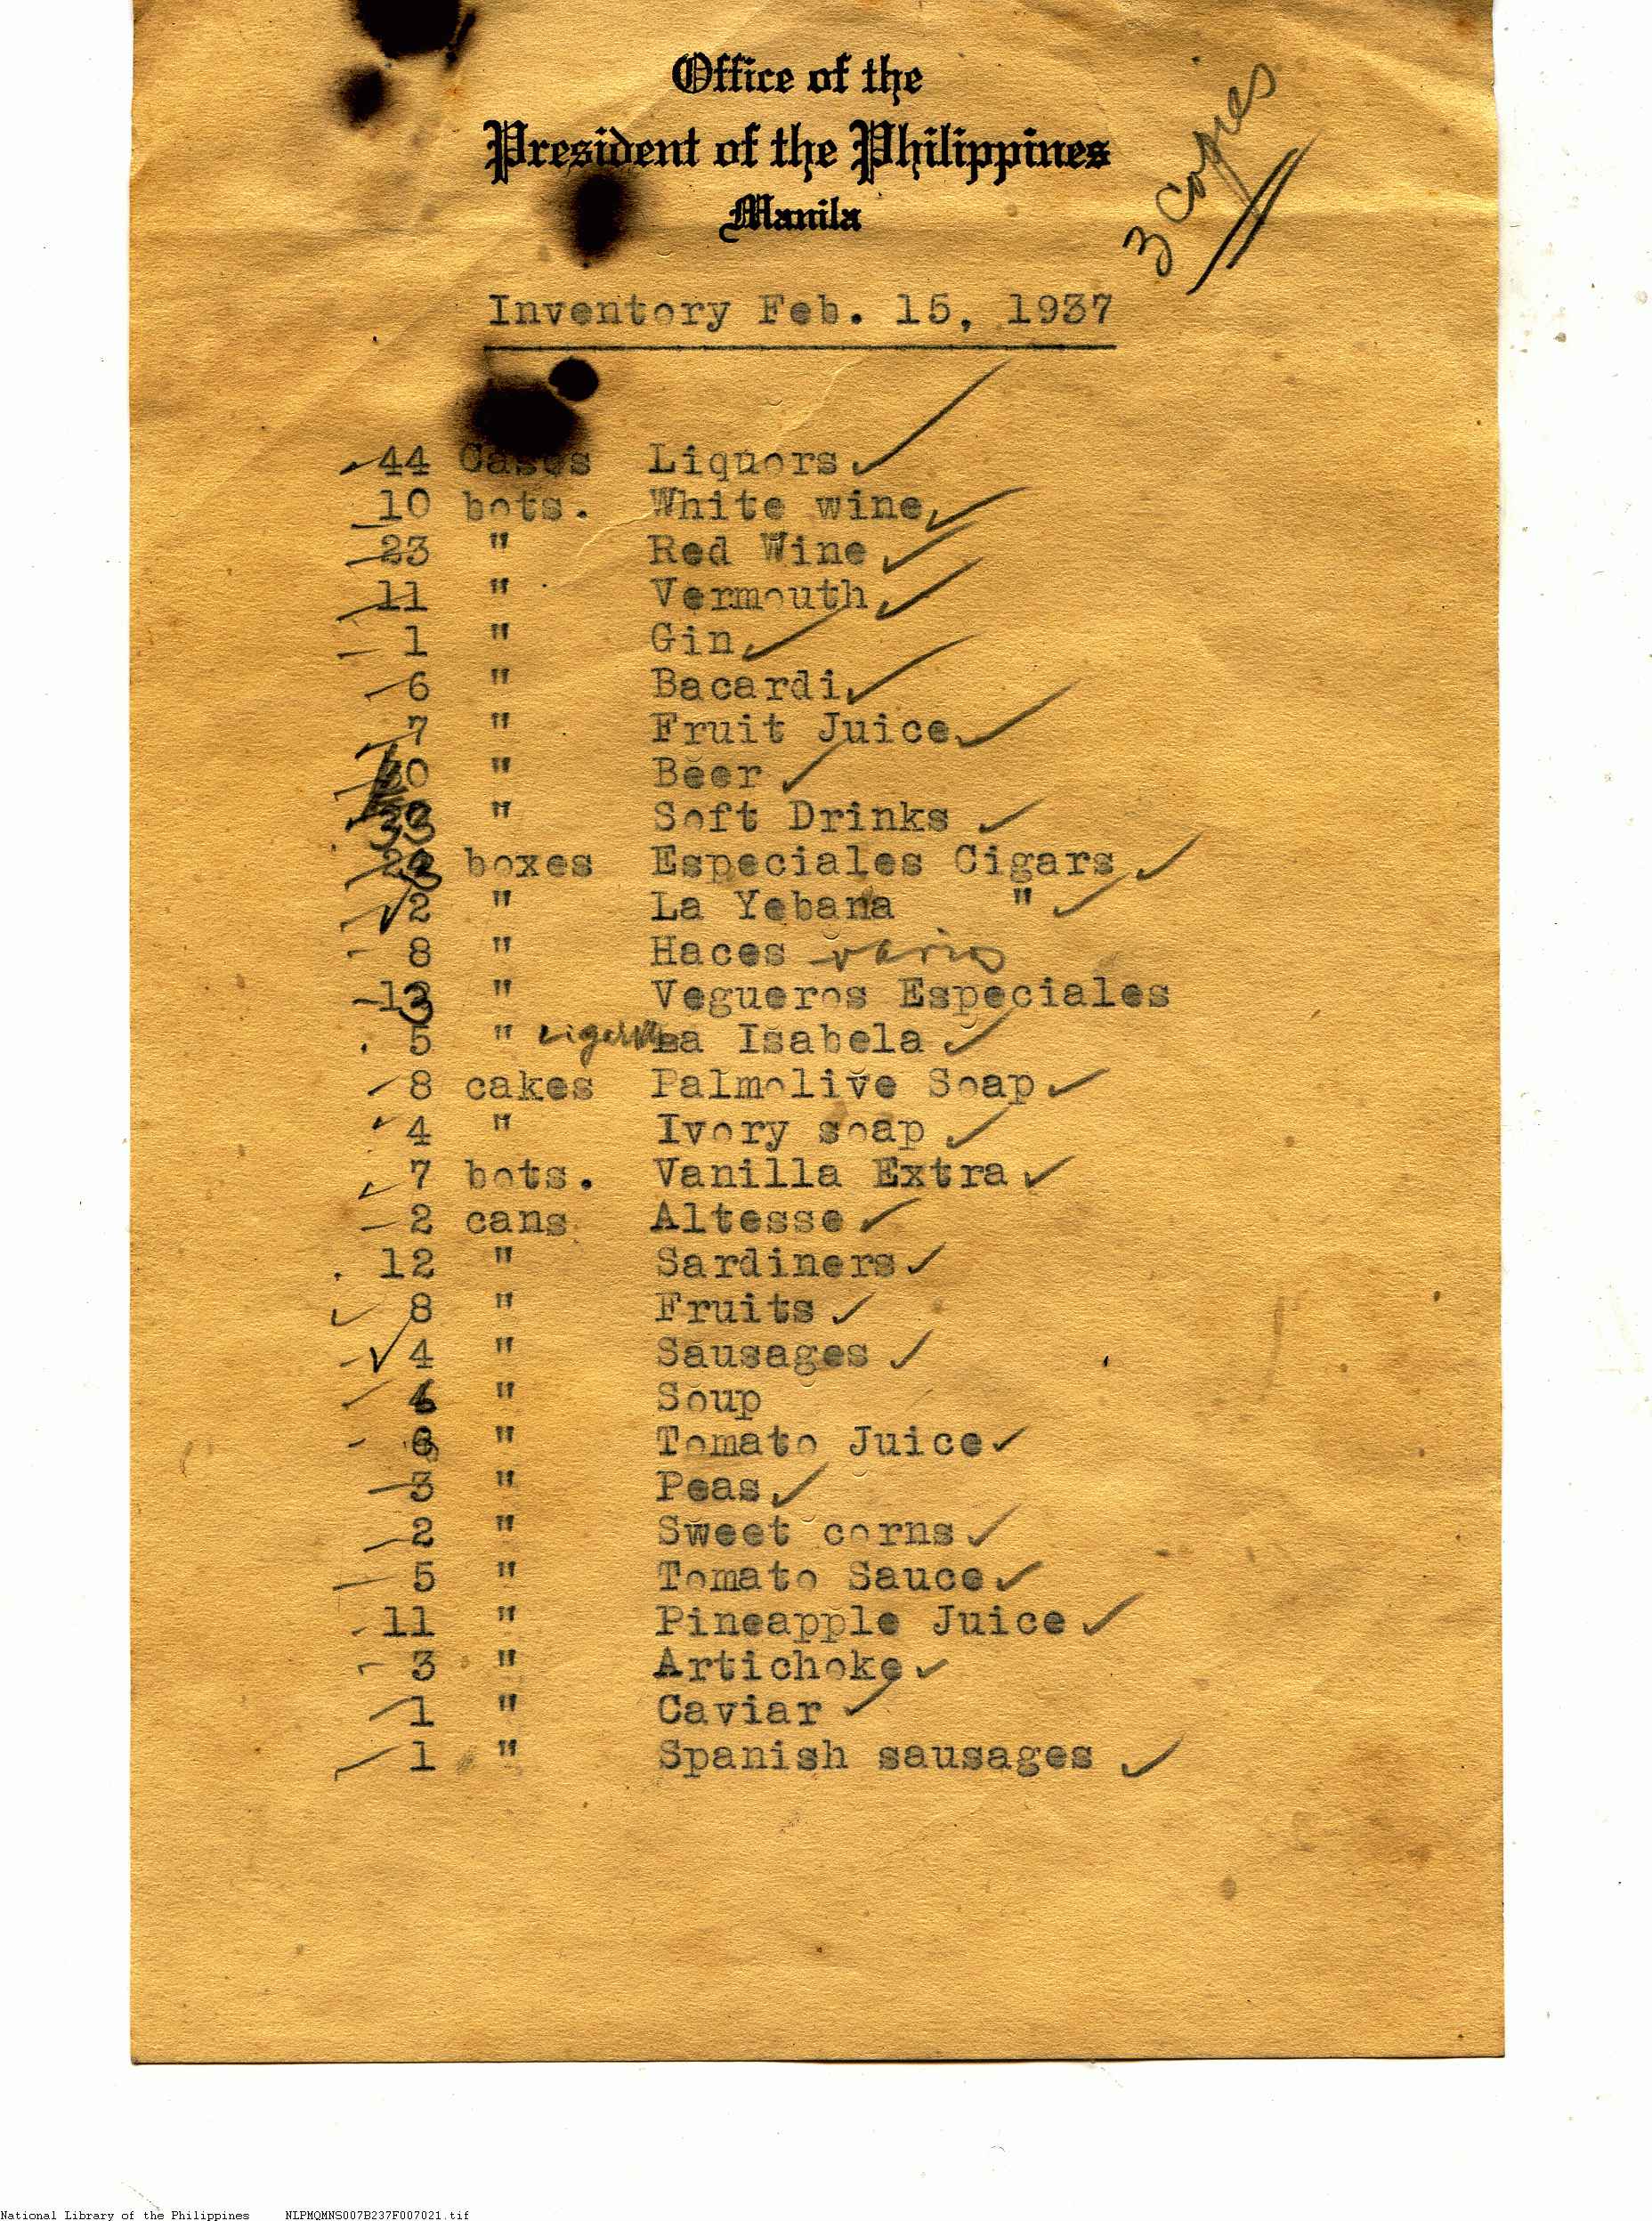 Office of the
President of the Philippines
Manila
3 copies
Inventory Feb. 15, 1937
44 Cases Liquors
10 bots. White wine
23 " Red Wine
11 " Vermouth
1 " Gin
6 " Bacardi
7 " Fruit Juice
" Beer
33 " Soft Drinks
boxes Especiales Cigars
2 " La Yebana "
8 " Haces vario
13 " Vegueros Especiales
5 " La Isabela
8 cakes Palmolive Soap
4 " Ivory soap
7 bots. Vanilla Extra
2 cans Altesse
12 " Sardiners
8 " Fruits
4 " Sausages
" Soup
" Tomato Juice
3 " Peas
2 " Sweet corns
5 " Tomato Sauce
11 " Pineapple Juice
3 " Artichoke
1 " Caviar
1 " Spanish sausages
National Library of the Philippines NLPMQMNS007B237F007021.tif